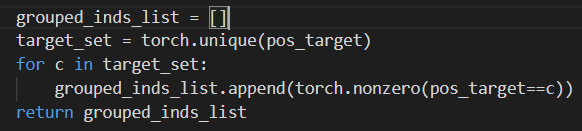 grouped_inds_list = []
target_set = torch.unique(pos_target)
for c in target_set:
    grouped_inds_list.append(torch.nonzero(pos_target==c))
return grouped_inds_list